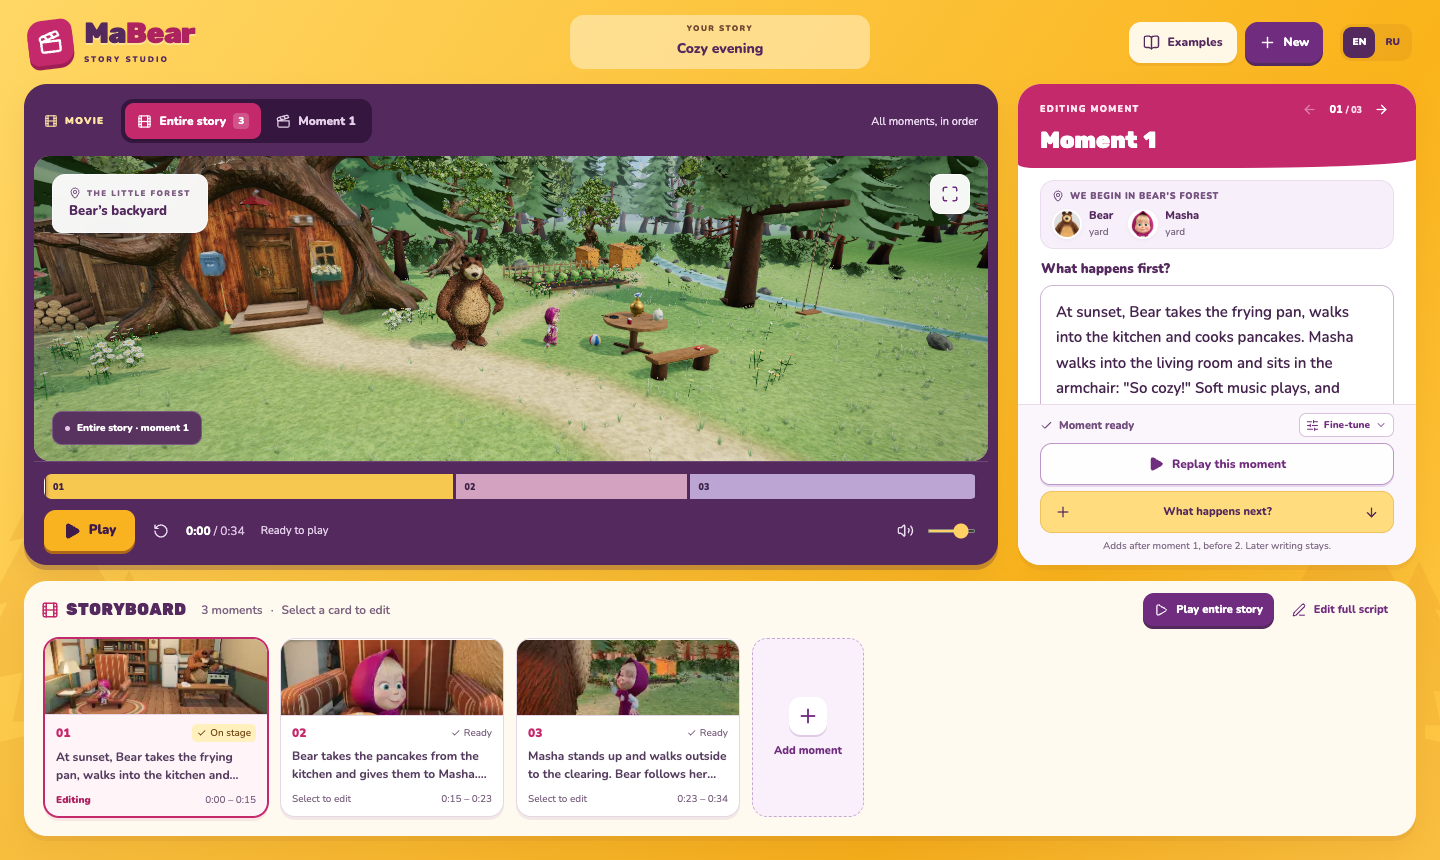 MaBear
STORY STUDIO
YOUR STORY
Cozy evening
Examples
New
EN
RU
MOVIE
Entire story 3
Moment 1
All moments, in order
THE LITTLE FOREST
Bear's backyard
Entire story · moment 1
01
02
03
Play
0:00 / 0:34
Ready to play
EDITING MOMENT
01 / 03
Moment 1
WE BEGIN IN BEAR'S FOREST
Bear
yard
Masha
yard
What happens first?
At sunset, Bear takes the frying pan, walks
into the kitchen and cooks pancakes. Masha
walks into the living room and sits in the
armchair: "So cozy!" Soft music plays, and
Moment ready
Fine-tune
Replay this moment
What happens next?
Adds after moment 1, before 2. Later writing stays.
STORYBOARD
3 moments · Select a card to edit
Play entire story
Edit full script
01
On stage
At sunset, Bear takes the frying
pan, walks into the kitchen and...
Editing
0:00 – 0:15
02
Ready
Bear takes the pancakes from the
kitchen and gives them to Masha....
Select to edit
0:15 – 0:23
03
Ready
Masha stands up and walks outside
to the clearing. Bear follows her...
Select to edit
0:23 – 0:34
Add moment